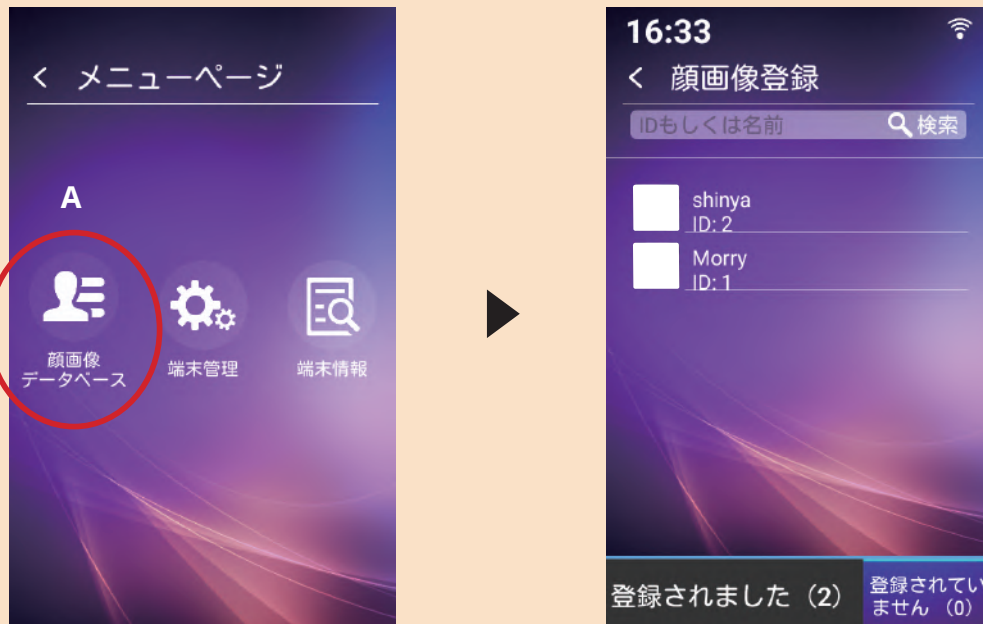 < メニューページ
A
顔画像
データベース
端末管理
端末情報
16:33
< 顔画像登録
IDもしくは名前
検索
shinya
ID: 2
Morry
ID: 1
登録されました（2）
登録されてい
ません（0）